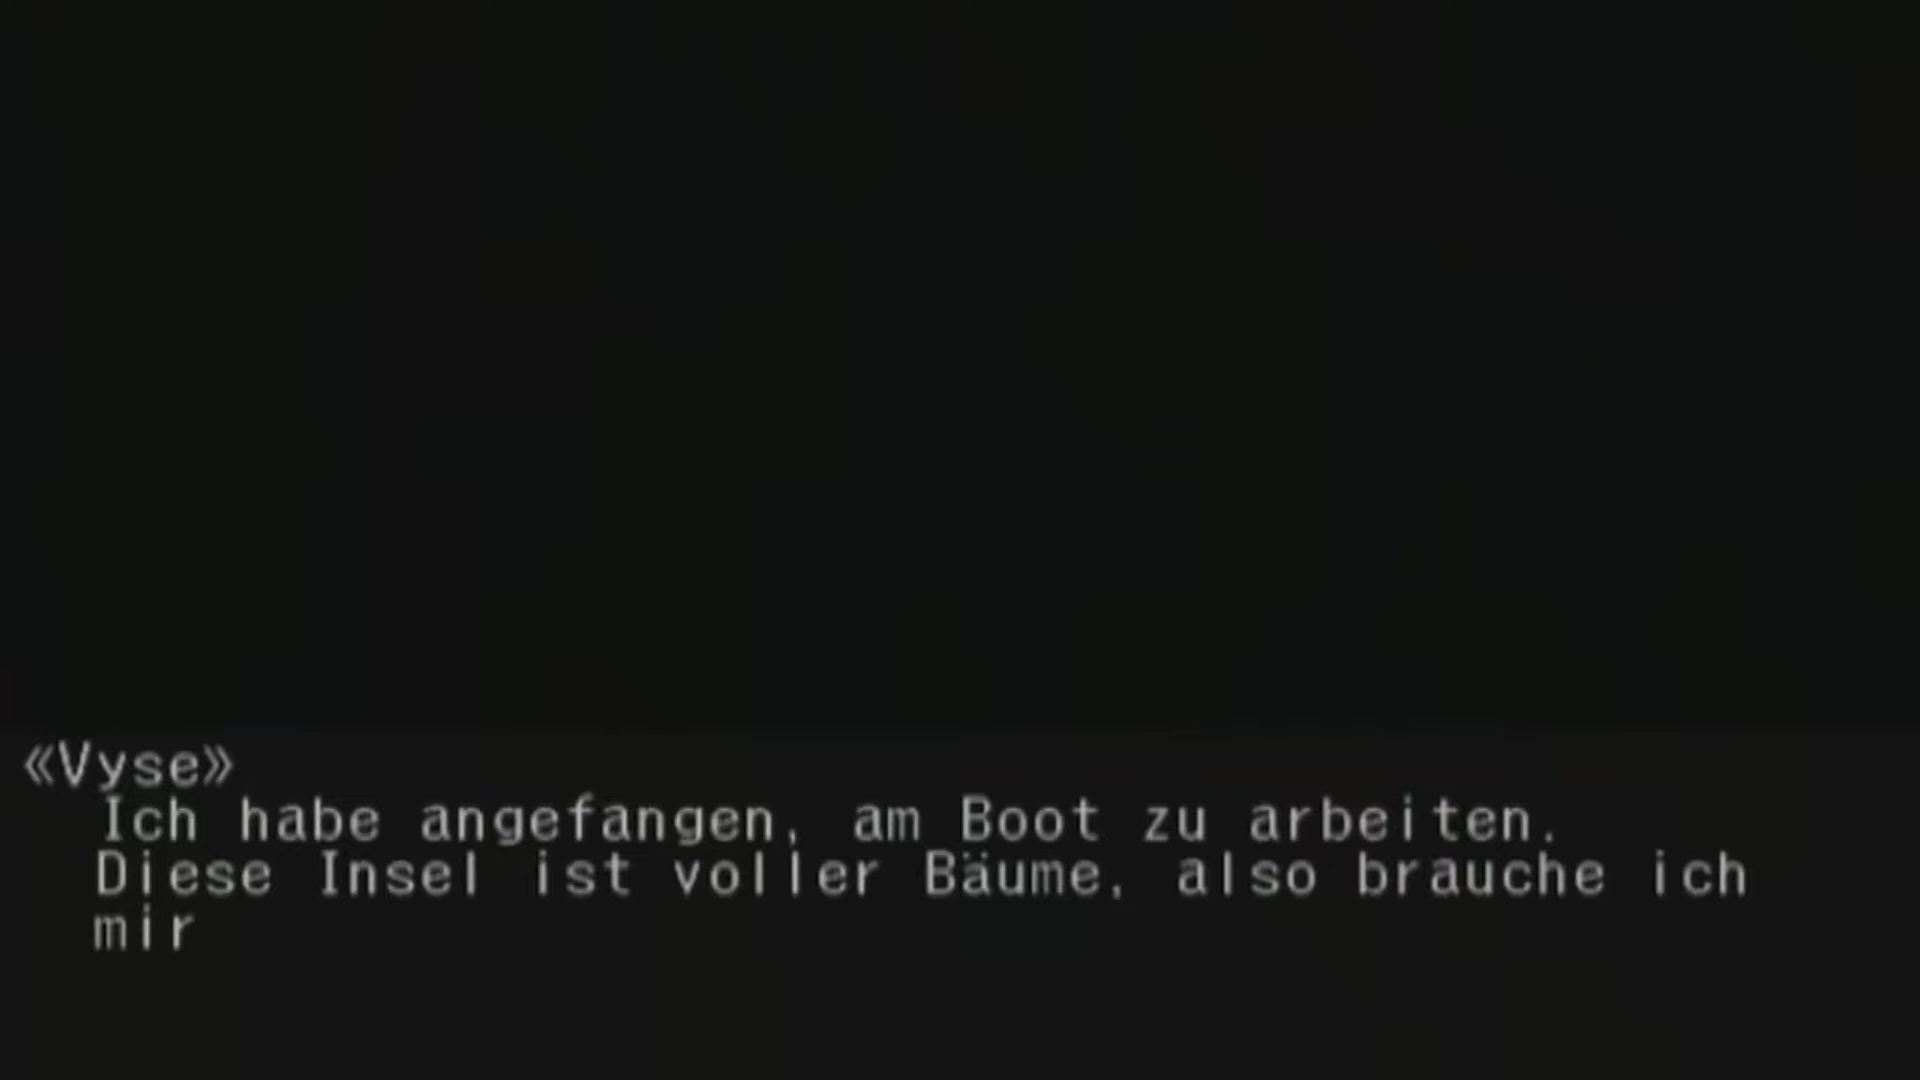 «Vyse»
Ich habe angefangen, am Boot zu arbeiten.
Diese Insel ist voller Bäume, also brauche ich
mir